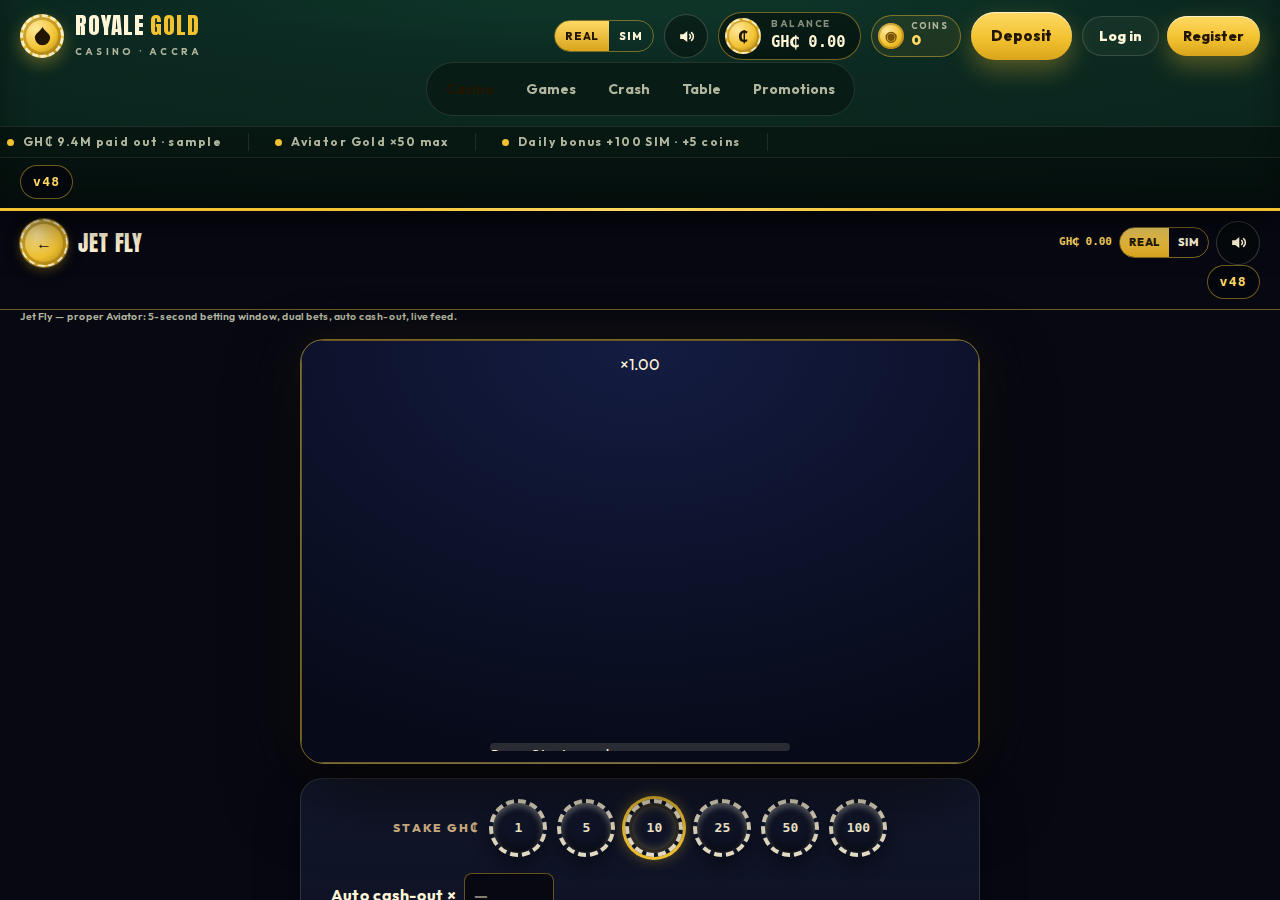 ROYALE GOLD
CASINO · ACCRA
REAL SIM
BALANCE
GH₵ 0.00
COINS
0
Deposit
Log in
Register
Games
Crash
Table
Promotions
GH₵ 9.4M paid out · sample
Aviator Gold ×50 max
Daily bonus +100 SIM · +5 coins
v48
← JET FLY
GH₵ 0.00
REAL SIM
v48
Jet Fly — proper Aviator: 5-second betting window, dual bets, auto cash-out, live feed.
×1.00
STAKE GH₵ 1 5 10 25 50 100
Auto cash-out × —